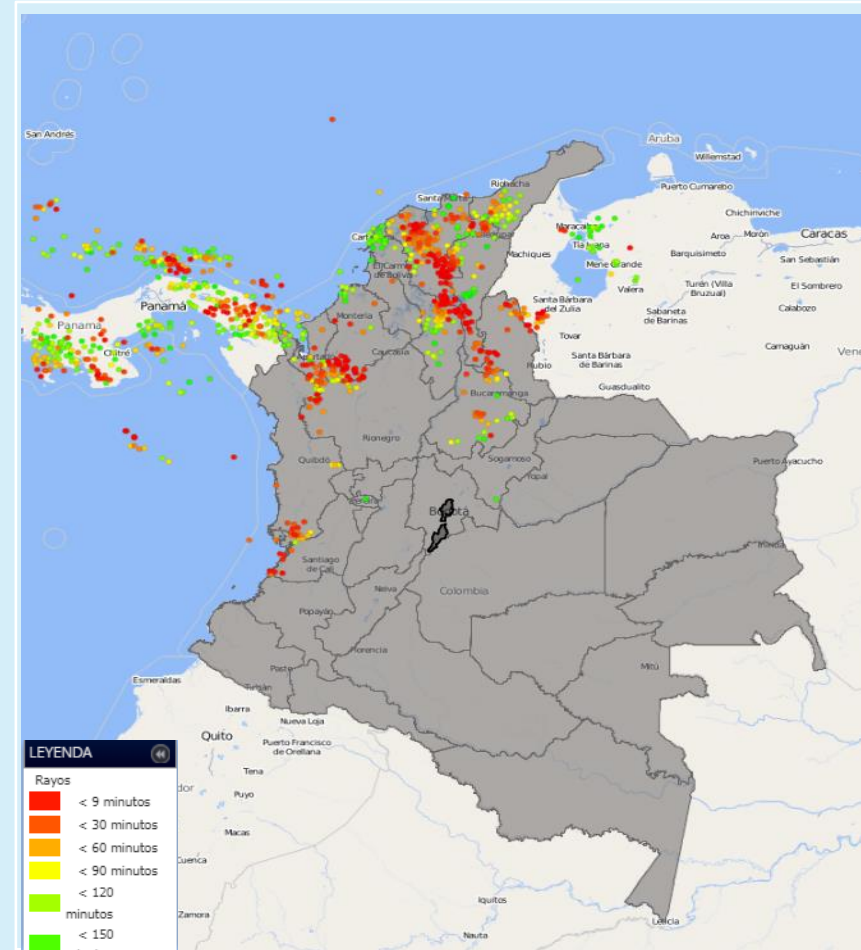 San Andrés
Aruba
Willemstad
Riohacha
Puerto Cumarebo
Santa Marta
Chichiriviche
Caracas
Aroa
Morón
Tia Juana
Barquisimeto
San Sebastián
Machiques
Mene Grande
El Carmen
de Bolívar
Valera
Turén (Villa
Bruzual)
El Sombrero
Panamá
Santa Bárbara
del Zulia
Sabaneta
de Barinas
Calabozo
Panamá
Montería
Tovar
Camaguán
Chitré
Caucasia
Santa Bárbara
de Barinas
Rubio
Guasdualito
Bucaramanga
Rionegro
Quibdó
Sogamoso
Puerto Ayacucho
Yopal
Bogotá
Santiago
de Cali
Neiva
Colombia
Popayán
Florencia
Mitú
Pasto
Esmeraldas
Tulcán
Ibarra
Nueva Loja
Quito
Puerto Francisco
de Orellana
LEYENDA
Tena
Rayos
Puyo
< 9 minutos
< 30 minutos
Macas
< 60 minutos
< 90 minutos
Cuenca
< 120
minutos
Zamora
Iquitos
< 150
Leticia
Nauta